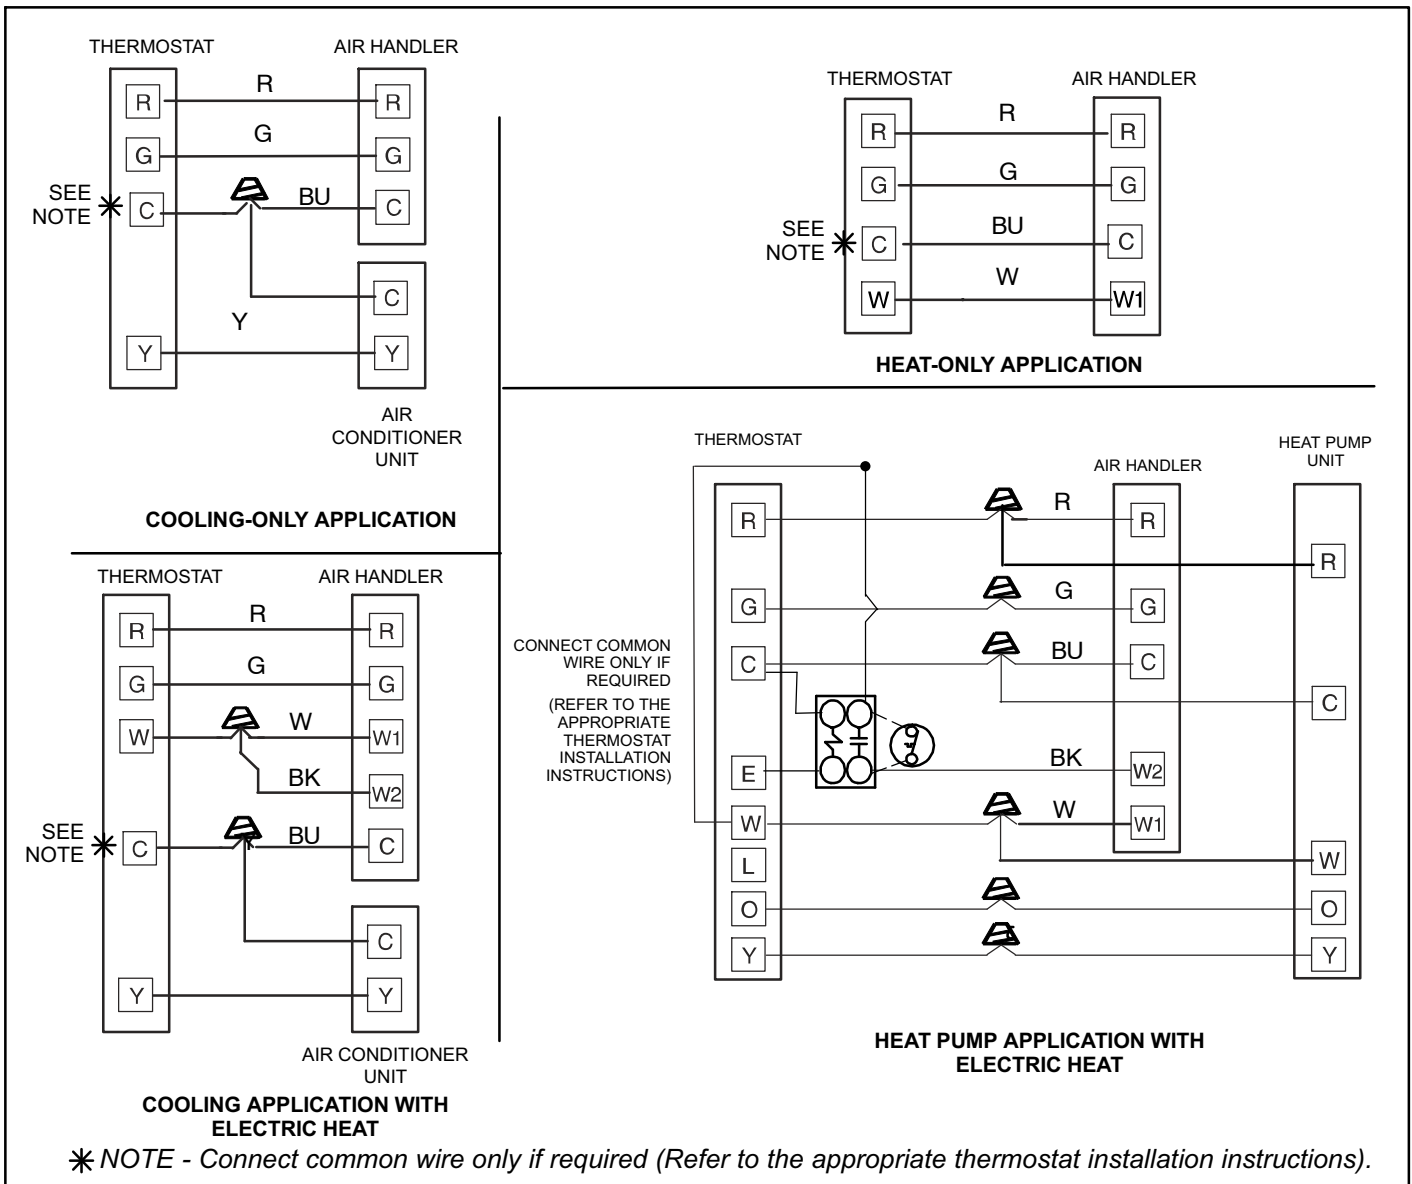 THERMOSTAT AIR HANDLER
R R R
G G G
SEE NOTE ✳ C BU C
C
Y Y Y
AIR
CONDITIONER
UNIT
COOLING-ONLY APPLICATION
THERMOSTAT AIR HANDLER
R R R
G G G
SEE NOTE ✳ C BU C
W W W1
HEAT-ONLY APPLICATION
THERMOSTAT AIR HANDLER
R R R
G G G
W W W1
BK W2
SEE NOTE ✳ C BU C
C
Y Y
AIR CONDITIONER
UNIT
COOLING APPLICATION WITH
ELECTRIC HEAT
THERMOSTAT AIR HANDLER HEAT PUMP
UNIT
R R R
R
G G G
CONNECT COMMON
WIRE ONLY IF
REQUIRED
(REFER TO THE
APPROPRIATE
THERMOSTAT
INSTALLATION
INSTRUCTIONS)
C BU C
C
E BK W2
W W W1
W
L
O O
Y Y
HEAT PUMP APPLICATION WITH
ELECTRIC HEAT
✳ NOTE - Connect common wire only if required (Refer to the appropriate thermostat installation instructions).